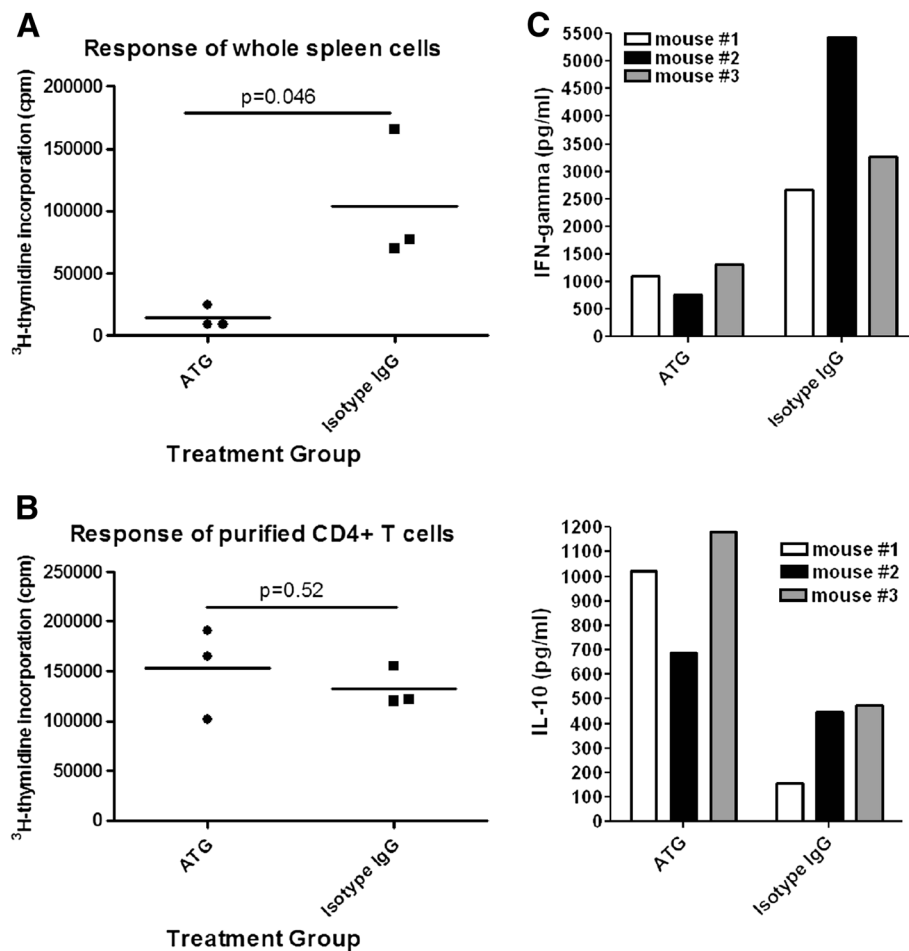 A
Response of whole spleen cells
³H-thymidine incorporation (cpm)
200000
150000
100000
50000
0
p=0.046
ATG
Isotype IgG
Treatment Group
B
Response of purified CD4+ T cells
³H-thymidine incorporation (cpm)
250000
200000
150000
100000
50000
0
p=0.52
ATG
Isotype IgG
Treatment Group
C
IFN-gamma (pg/ml)
5500
5000
4500
4000
3500
3000
2500
2000
1500
1000
500
0
mouse #1
mouse #2
mouse #3
ATG
Isotype IgG
IL-10 (pg/ml)
1200
1100
1000
900
800
700
600
500
400
300
200
100
0
mouse #1
mouse #2
mouse #3
ATG
Isotype IgG